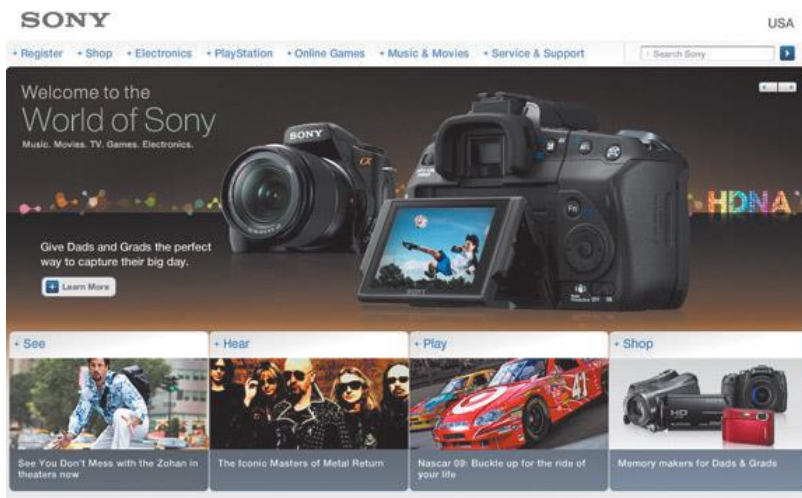 SONY
USA
+ Register + Shop + Electronics + PlayStation + Online Games + Music & Movies + Service & Support
Search Sony
Welcome to the
World of Sony
Music. Movies. TV. Games. Electronics.
SONY
α
HDNA
Fn
Give Dads and Grads the perfect
way to capture their big day.
+ Learn More
SONY
+ See
+ Hear
+ Play
+ Shop
41
HD
See You Don't Mess with the Zohan in
theaters now
The Iconic Masters of Metal Return
Nascar 09: Buckle up for the ride of
your life
Memory makers for Dads & Grads